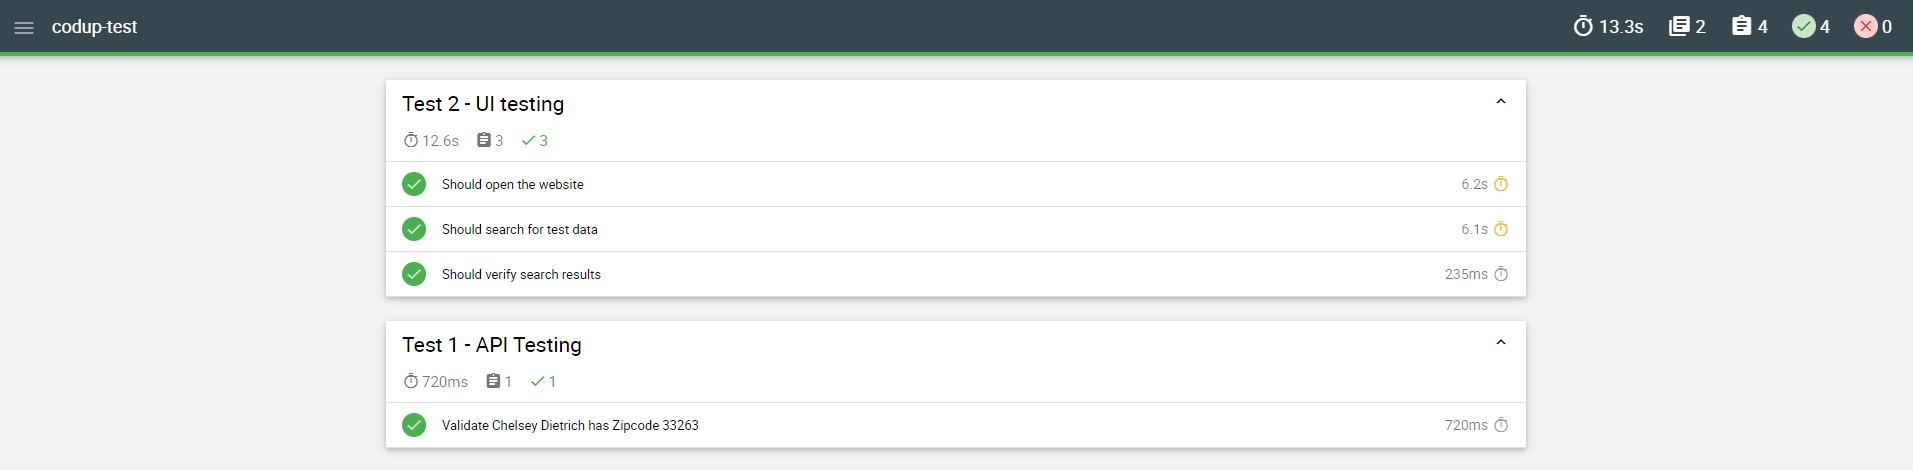 codup-test 13.3s 2 4 4 0
Test 2 - UI testing
12.6s 3 3
Should open the website 6.2s
Should search for test data 6.1s
Should verify search results 235ms
Test 1 - API Testing
720ms 1 1
Validate Chelsey Dietrich has Zipcode 33263 720ms